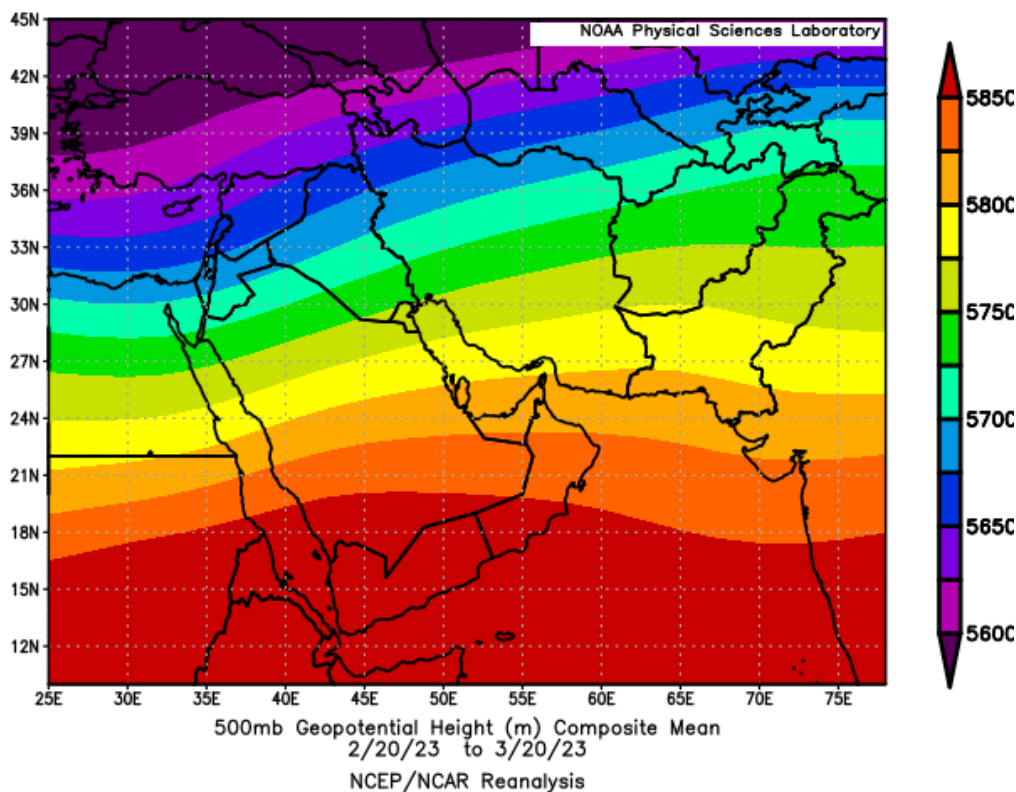 NOAA Physical Sciences Laboratory
45N
42N
39N
36N
33N
30N
27N
24N
21N
18N
15N
12N
25E 30E 35E 40E 45E 50E 55E 60E 65E 70E 75E
5850
5800
5750
5700
5650
5600
500mb Geopotential Height (m) Composite Mean
2/20/23 to 3/20/23
NCEP/NCAR Reanalysis